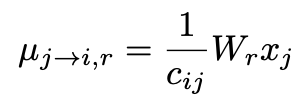 μ_{j→i,r} = \frac{1}{c_{ij}} W_r x_j